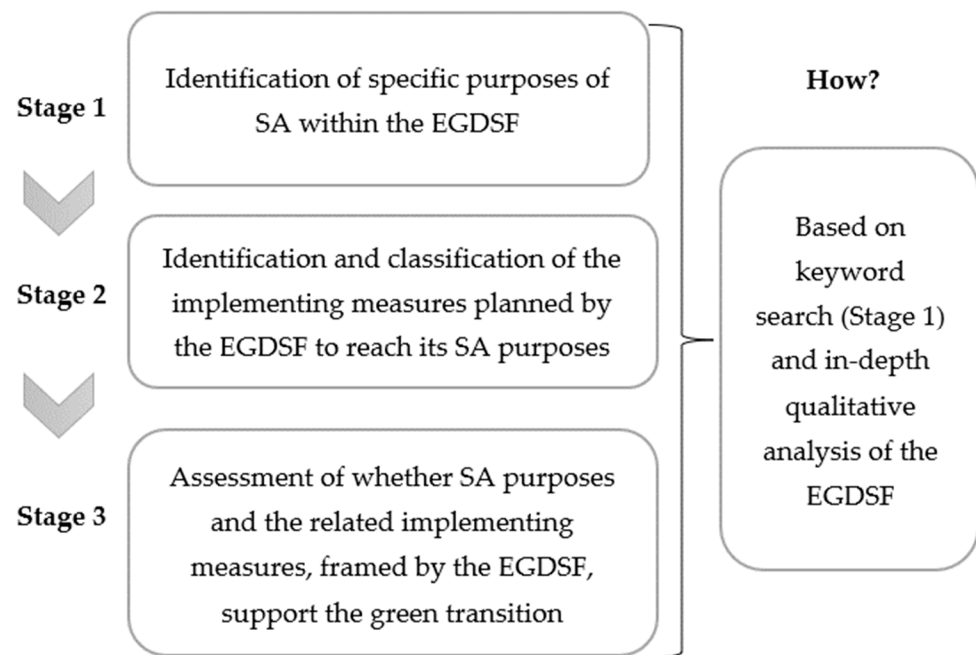 Stage 1
Identification of specific purposes of
SA within the EGDSF
Stage 2
Identification and classification of the
implementing measures planned by
the EGDSF to reach its SA purposes
Stage 3
Assessment of whether SA purposes
and the related implementing
measures, framed by the EGDSF,
support the green transition
How?
Based on
keyword
search (Stage 1)
and in-depth
qualitative
analysis of the
EGDSF